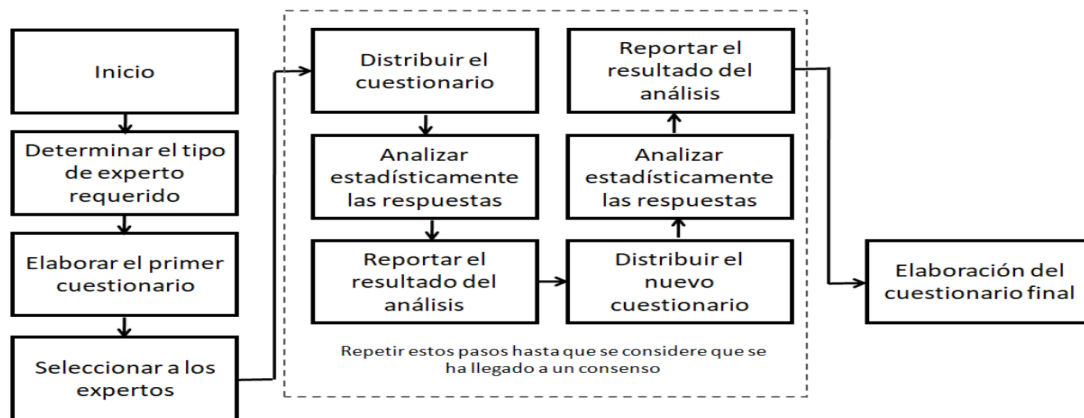 Inicio
Determinar el tipo
de experto
requerido
Elaborar el primer
cuestionario
Seleccionar a los
expertos
Distribuir el
cuestionario
Analizar
estadísticamente
las respuestas
Reportar el
resultado del
análisis
Distribuir el
nuevo
cuestionario
Analizar
estadísticamente
las respuestas
Reportar el
resultado del
análisis
Repetir estos pasos hasta que se considere que se
ha llegado a un consenso
Elaboración del
cuestionario final